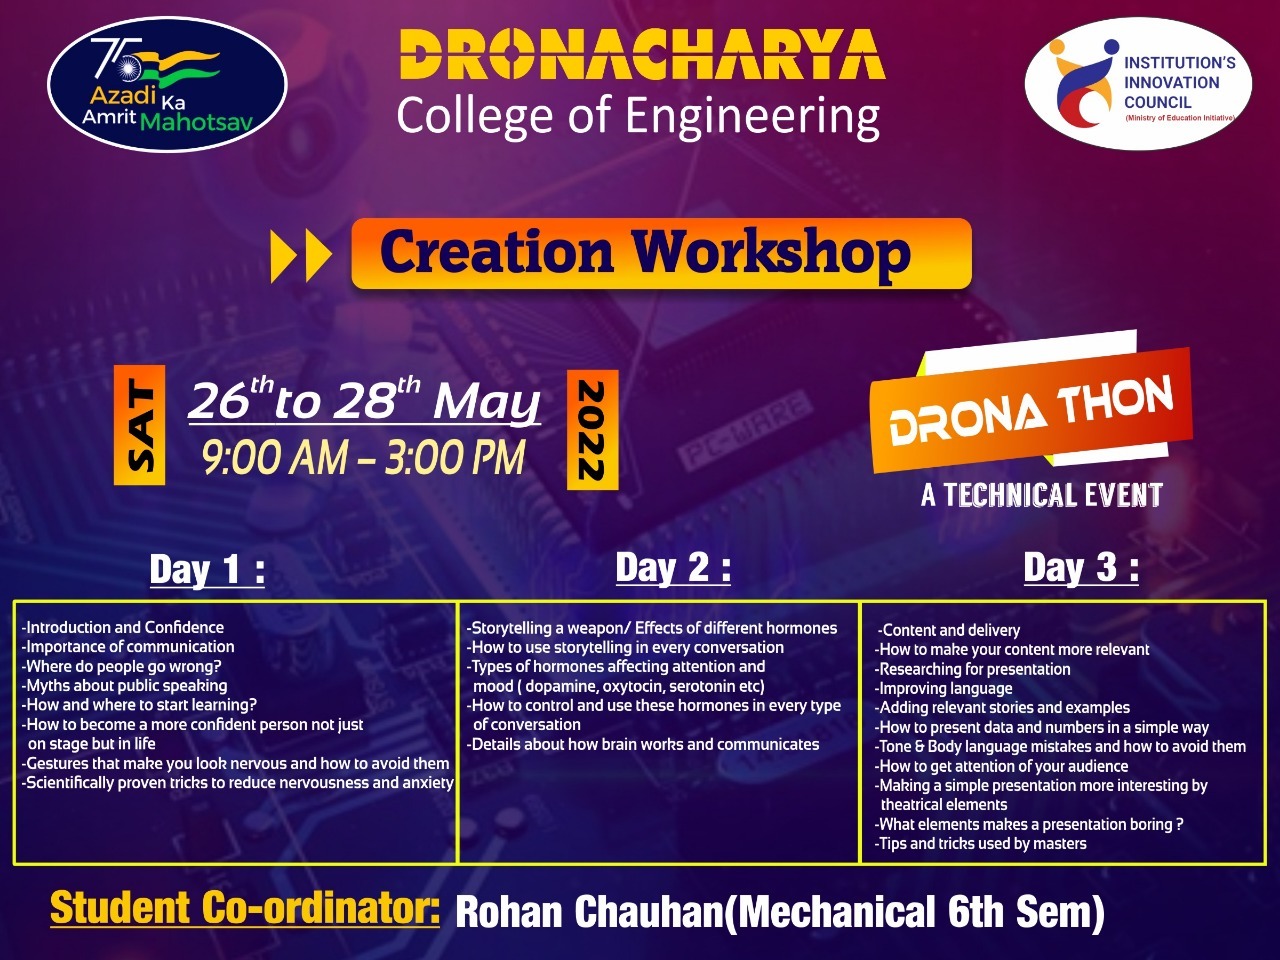 75
Azadi
Ka
Amrit Mahotsav
DRONACHARYA
College of Engineering
INSTITUTION'S
INNOVATION
COUNCIL
(Ministry of Education Initiative)
Creation Workshop
SAT
26th to 28th May
9:00 AM – 3:00 PM
2022
PC-WARE
DRONA THON
A TECHNICAL EVENT
Day 1 :
-Introduction and Confidence
-Importance of communication
-Where do people go wrong?
-Myths about public speaking
-How and where to start learning?
-How to become a more confident person not just
on stage but in life
-Gestures that make you look nervous and how to avoid them
-Scientifically proven tricks to reduce nervousness and anxiety
Day 2 :
-Storytelling a weapon/ Effects of different hormones
-How to use storytelling in every conversation
-Types of hormones affecting attention and
mood ( dopamine, oxytocin, serotonin etc)
-How to control and use these hormones in every type
of conversation
-Details about how brain works and communicates
Day 3 :
-Content and delivery
-How to make your content more relevant
-Researching for presentation
-Improving language
-Adding relevant stories and examples
-How to present data and numbers in a simple way
-Tone & Body language mistakes and how to avoid them
-How to get attention of your audience
-Making a simple presentation more interesting by
theatrical elements
-What elements makes a presentation boring ?
-Tips and tricks used by masters
Student Co-ordinator: Rohan Chauhan(Mechanical 6th Sem)